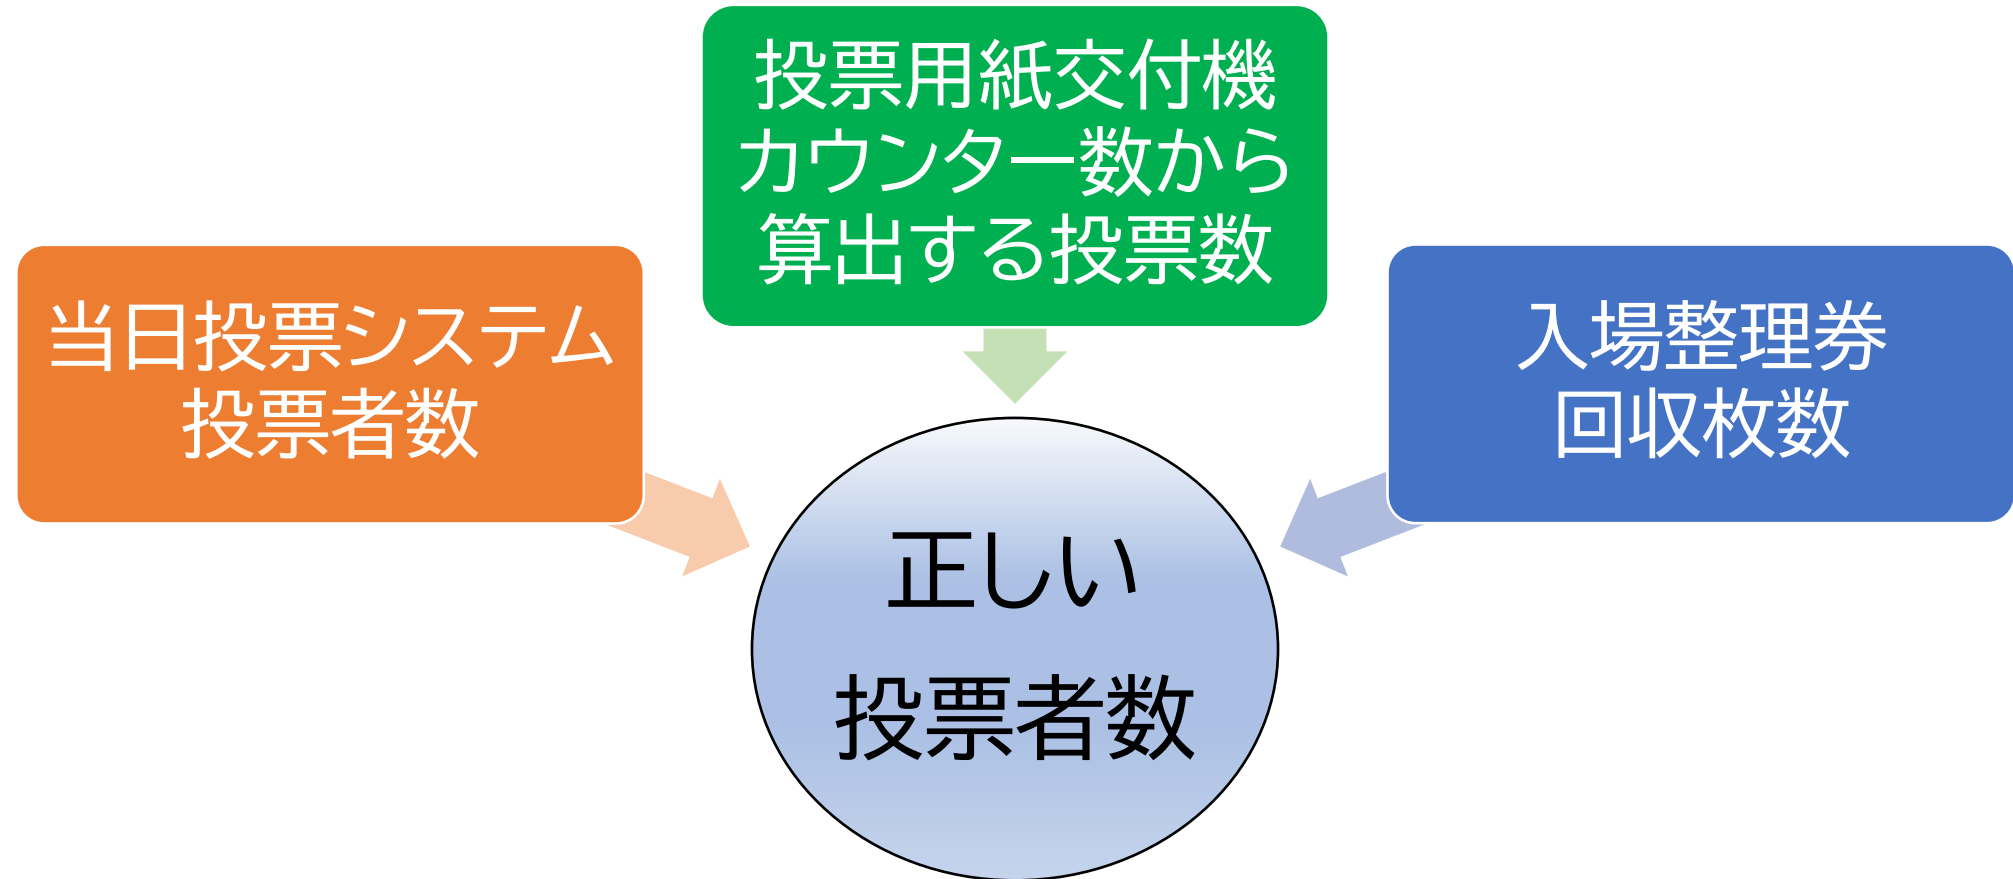 投票用紙交付機
カウンター数から
算出する投票数
当日投票システム
投票者数
入場整理券
回収枚数
正しい
投票者数